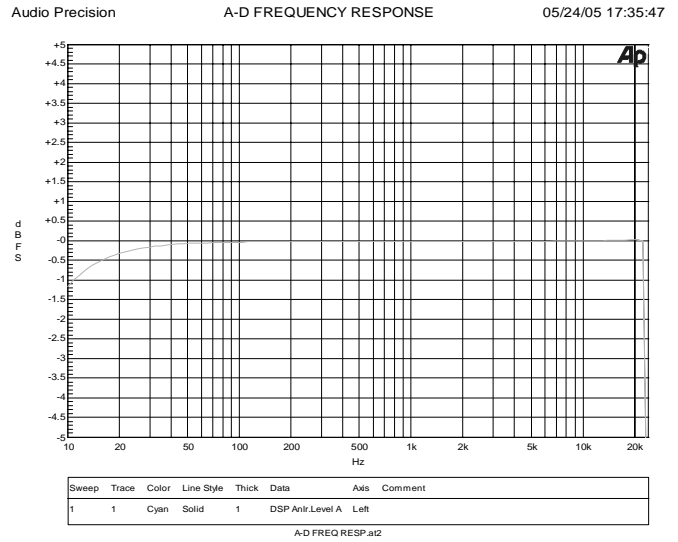 Audio Precision A-D FREQUENCY RESPONSE 05/24/05 17:35:47
Ap
+5
+4.5
+4
+3.5
+3
+2.5
+2
+1.5
+1
+0.5
-0
-0.5
-1
-1.5
-2
-2.5
-3
-3.5
-4
-4.5
-5
d
B
F
S
10 20 50 100 200 500 1k 2k 5k 10k 20k
Hz
Sweep Trace Color Line Style Thick Data Axis Comment
1 1 Cyan Solid 1 DSP Anlr.Level A Left
A-D FREQ RESP.at2